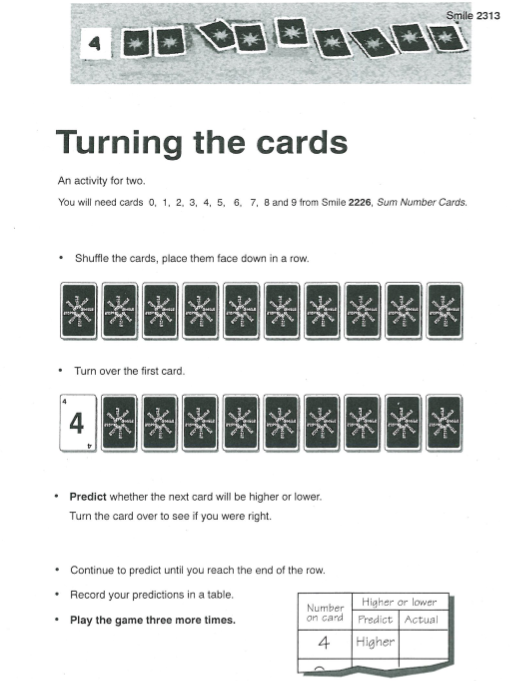 Smile 2313
4
Turning the cards
An activity for two.
You will need cards 0, 1, 2, 3, 4, 5, 6, 7, 8 and 9 from Smile 2226, Sum Number Cards.
• Shuffle the cards, place them face down in a row.
• Turn over the first card.
4
4
4
• Predict whether the next card will be higher or lower.
Turn the card over to see if you were right.
• Continue to predict until you reach the end of the row.
• Record your predictions in a table.
• Play the game three more times.
Number on card
Higher or lower
Predict Actual
4 Higher